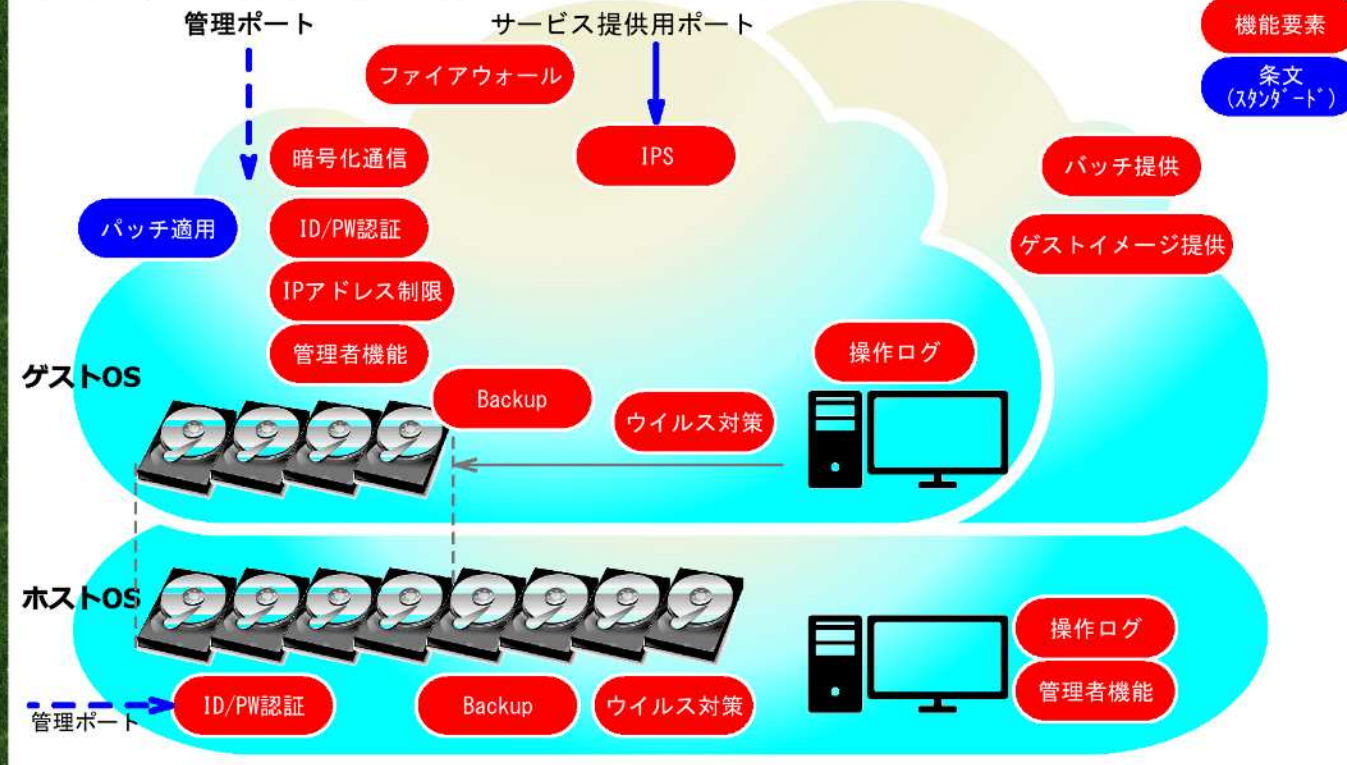 管理ポート
サービス提供用ポート
機能要素
条文
(ｽﾀﾝﾀﾞｰﾄﾞ)
ファイアウォール
暗号化通信
IPS
バッチ提供
パッチ適用
ID/PW認証
ゲストイメージ提供
IPアドレス制限
管理者機能
操作ログ
ゲストOS
Backup
ウイルス対策
ホストOS
操作ログ
管理者機能
管理ポート
ID/PW認証
Backup
ウイルス対策